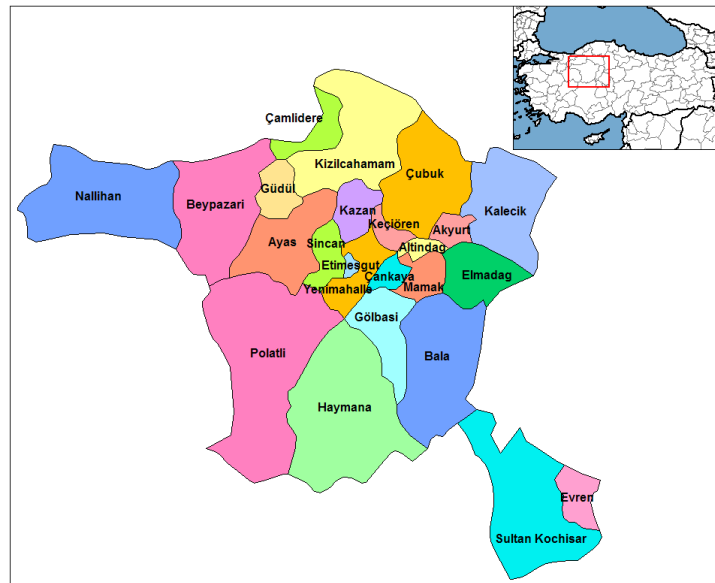 Çamlidere
Kizilcahamam
Çubuk
Nallihan
Beypazari
Güdül
Kazan
Kalecik
Ayas
Keçiören
Akyurt
Sincan
Altindag
Etimesgut
Çankaya
Elmadag
Yenimahalle
Mamak
Gölbasi
Polatli
Bala
Haymana
Evren
Sultan Kochisar